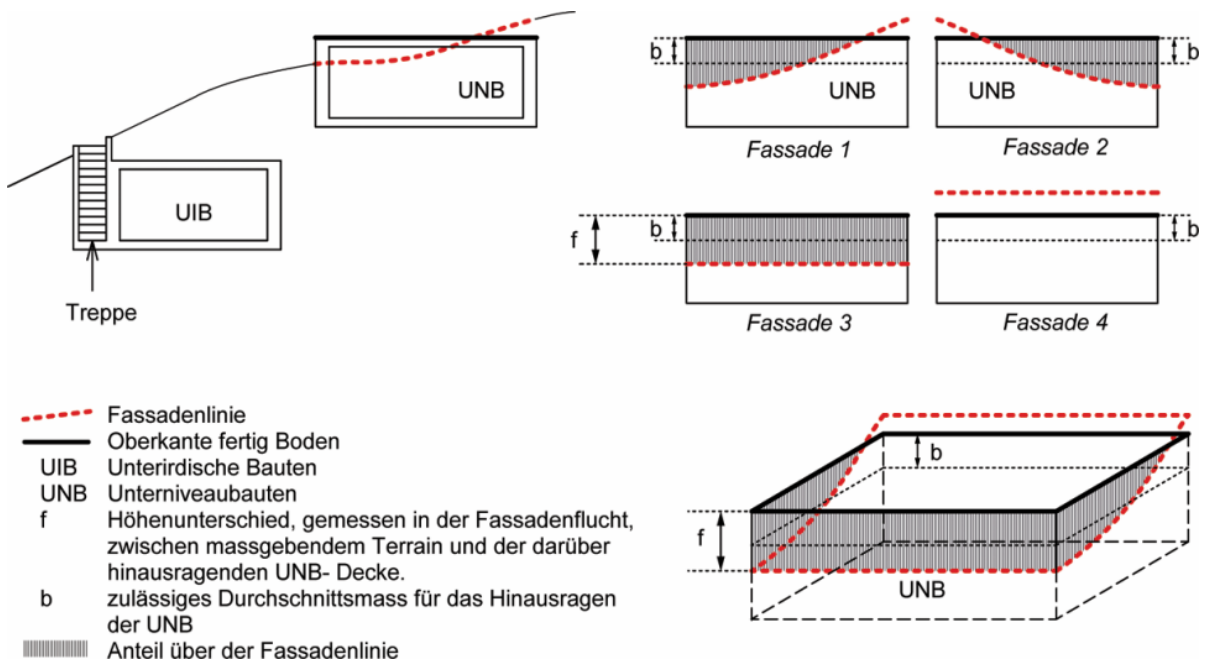 UNB
UIB
Treppe
b
UNB
Fassade 1
b
UNB
Fassade 2
f
b
Fassade 3
b
Fassade 4
Fassadenlinie
Oberkante fertig Boden
UIB Unterirdische Bauten
UNB Unterniveaubauten
f Höhenunterschied, gemessen in der Fassadenflucht,
zwischen massgebendem Terrain und der darüber
hinausragenden UNB- Decke.
b zulässiges Durchschnittsmass für das Hinausragen
der UNB
Anteil über der Fassadenlinie
b
f
UNB